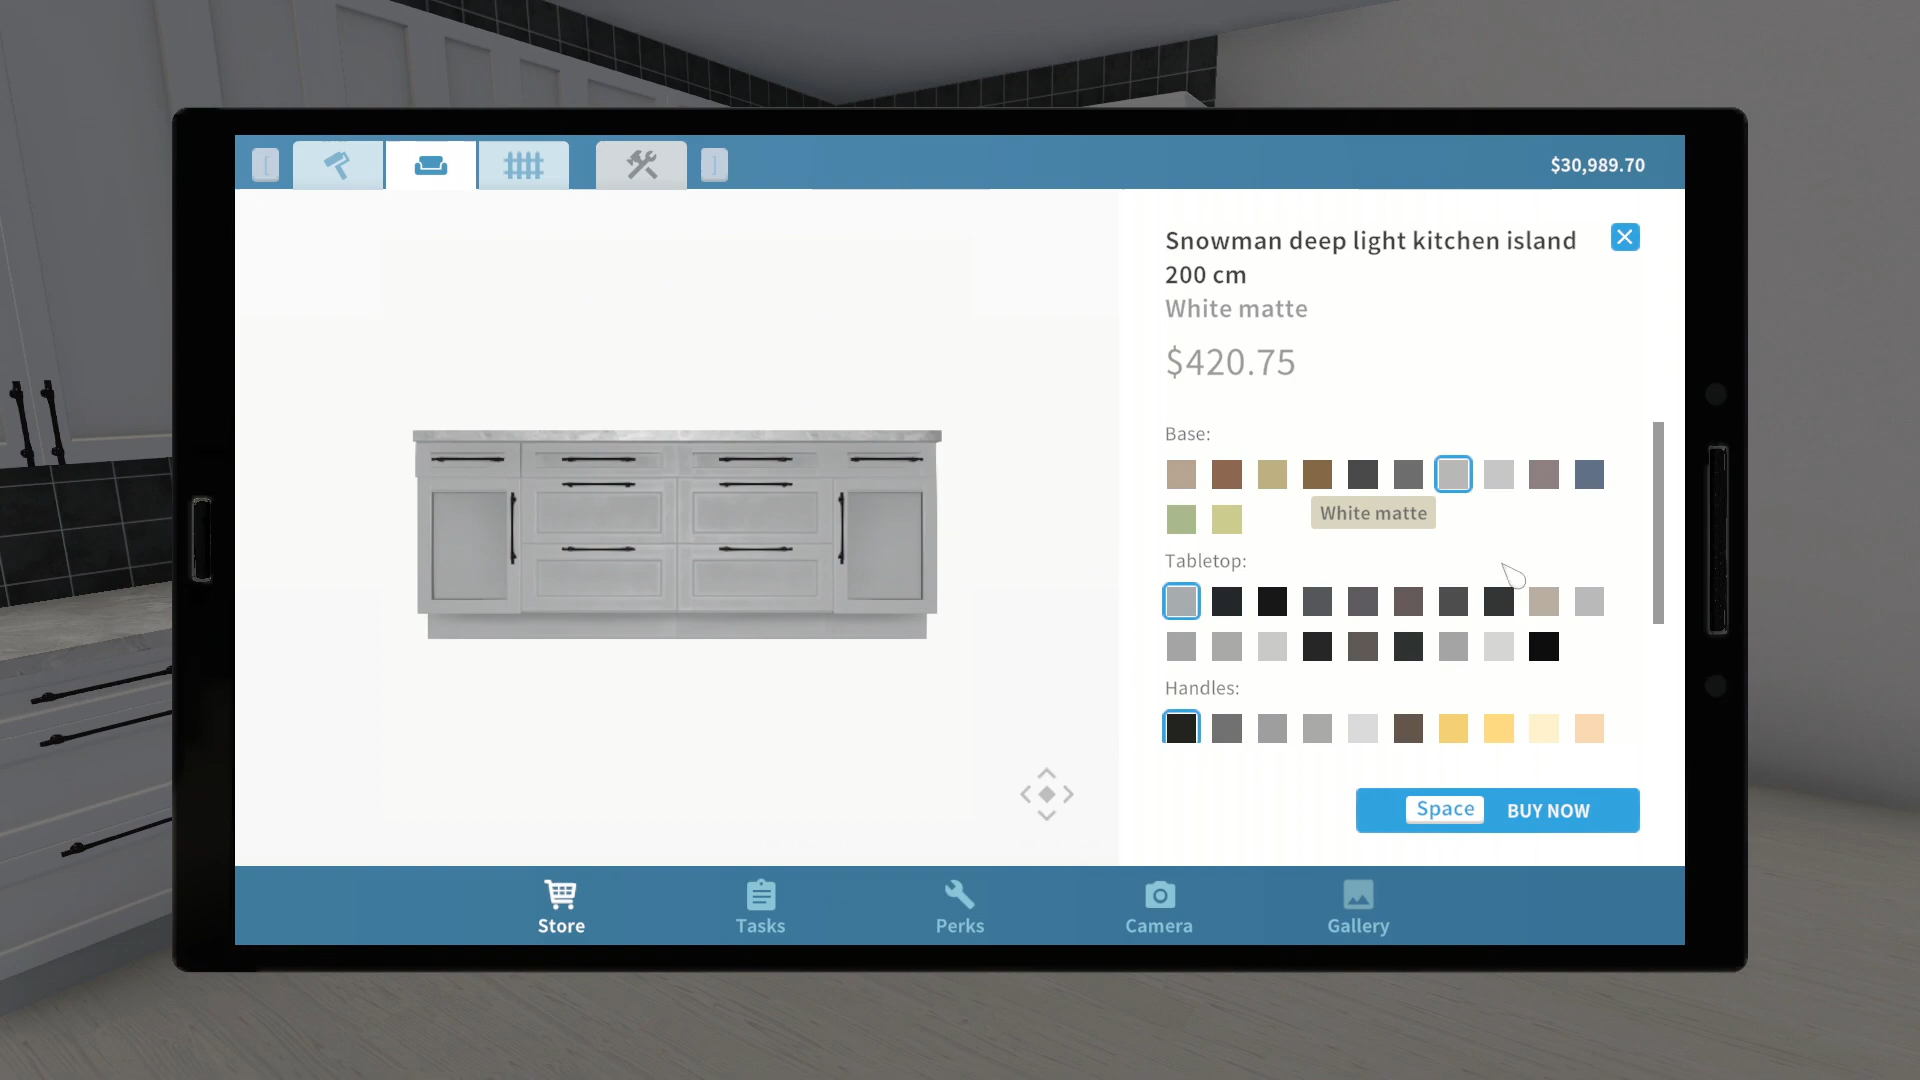 [
]
$30,989.70
Snowman deep light kitchen island
200 cm
White matte
$420.75
Base:
White matte
Tabletop:
Handles:
Space BUY NOW
Store
Tasks
Perks
Camera
Gallery